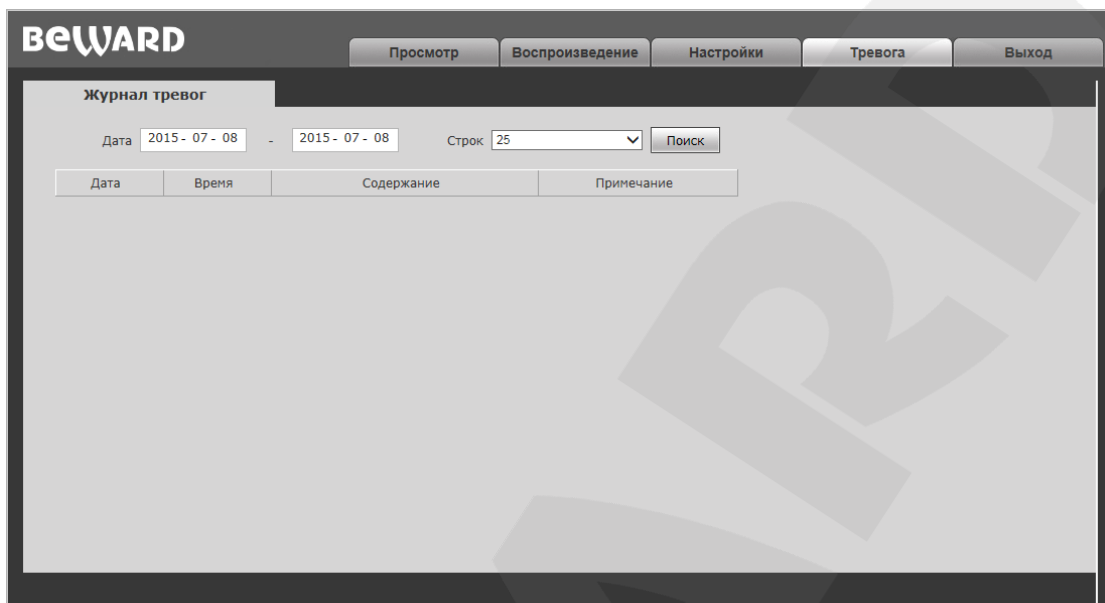 BEWARD
Просмотр Воспроизведение Настройки Тревога Выход
Журнал тревог
Дата 2015- 07 - 08 - 2015- 07 - 08 Строк 25 Поиск
Дата Время Содержание Примечание